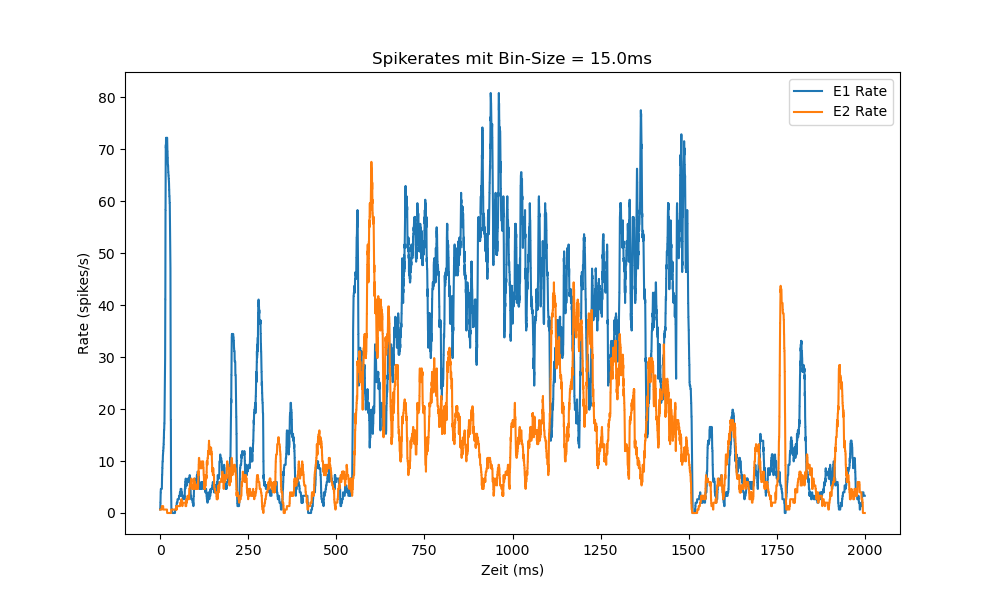 Spikerates mit Bin-Size = 15.0ms
E1 Rate
E2 Rate
Rate (spikes/s)
80
70
60
50
40
30
20
10
0
0 250 500 750 1000 1250 1500 1750 2000
Zeit (ms)